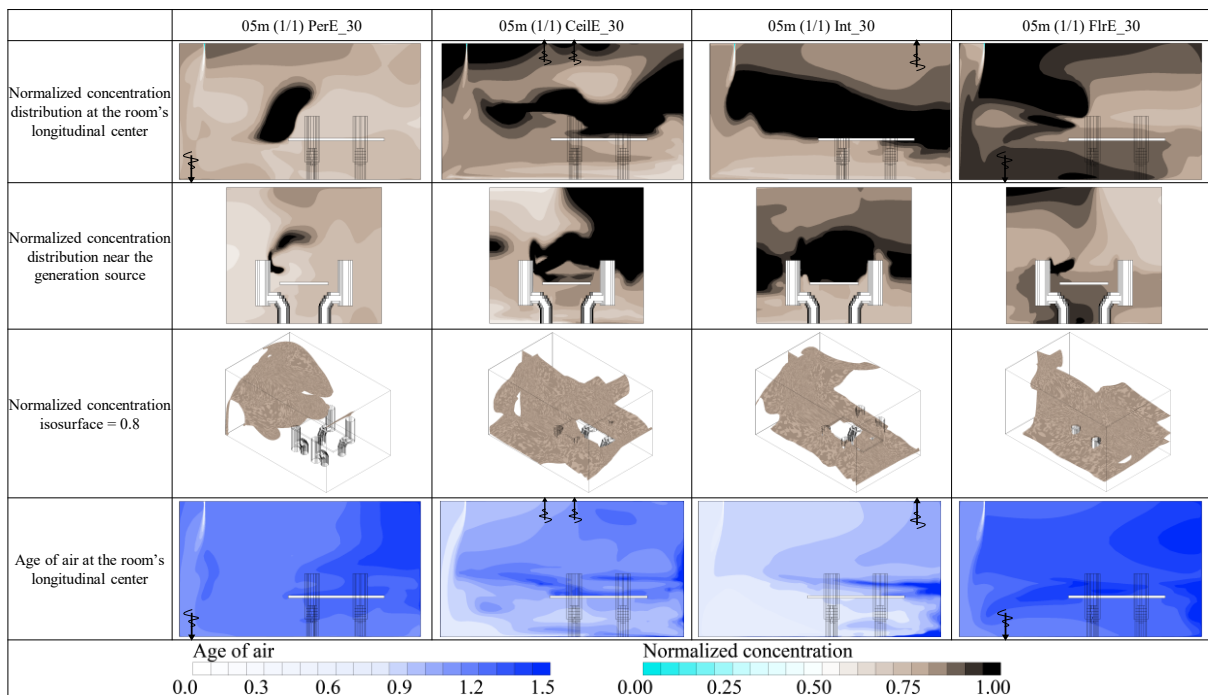 05m (1/1) PerE_30
05m (1/1) CeilE_30
05m (1/1) Int_30
05m (1/1) FlrE_30
Normalized concentration
distribution at the room's
longitudinal center
Normalized concentration
distribution near the
generation source
Normalized concentration
isosurface = 0.8
Age of air at the room's
longitudinal center
Age of air
0.0 0.3 0.6 0.9 1.2 1.5
Normalized concentration
0.00 0.25 0.50 0.75 1.00